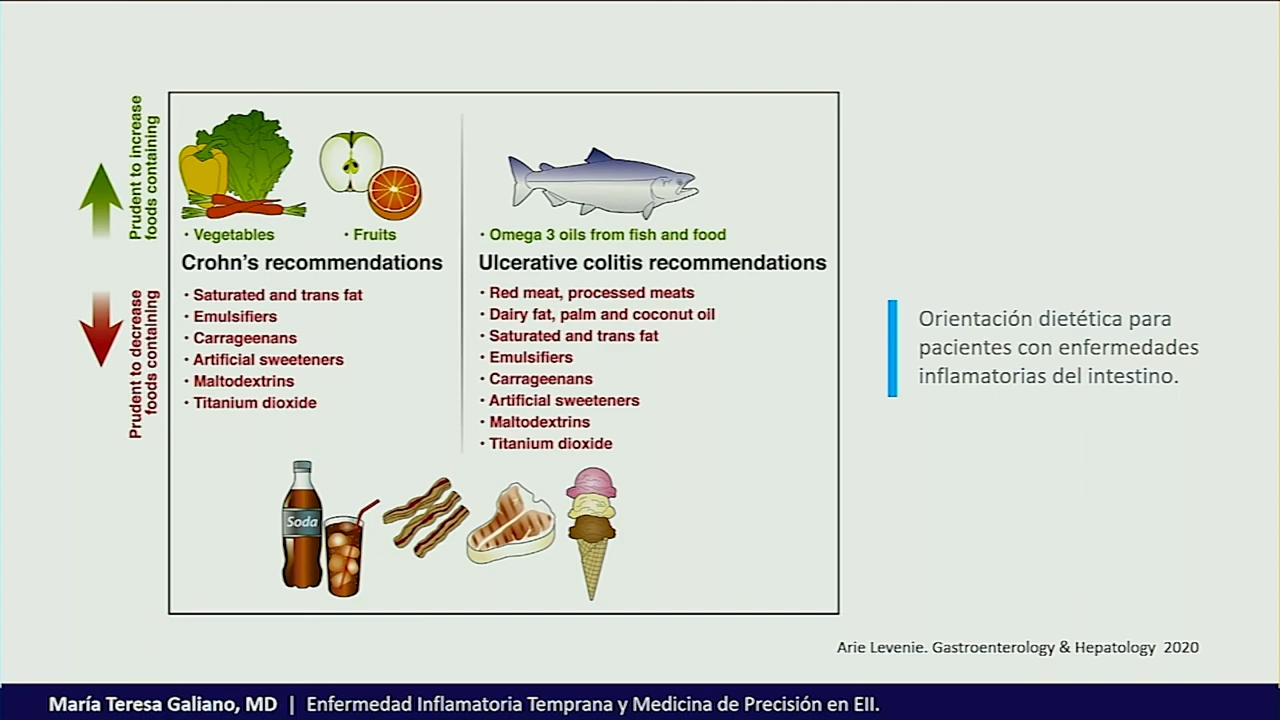 Prudent to increase
foods containing
• Vegetables
• Fruits
• Omega 3 oils from fish and food
Crohn’s recommendations
Ulcerative colitis recommendations
Prudent to decrease
foods containing
• Saturated and trans fat
• Emulsifiers
• Carrageenans
• Artificial sweeteners
• Maltodextrins
• Titanium dioxide
• Red meat, processed meats
• Dairy fat, palm and coconut oil
• Saturated and trans fat
• Emulsifiers
• Carrageenans
• Artificial sweeteners
• Maltodextrins
• Titanium dioxide
Soda
Orientación dietética para
pacientes con enfermedades
inflamatorias del intestino.
Arie Levenie. Gastroenterology & Hepatology 2020
María Teresa Galiano, MD | Enfermedad Inflamatoria Temprana y Medicina de Precisión en EII.